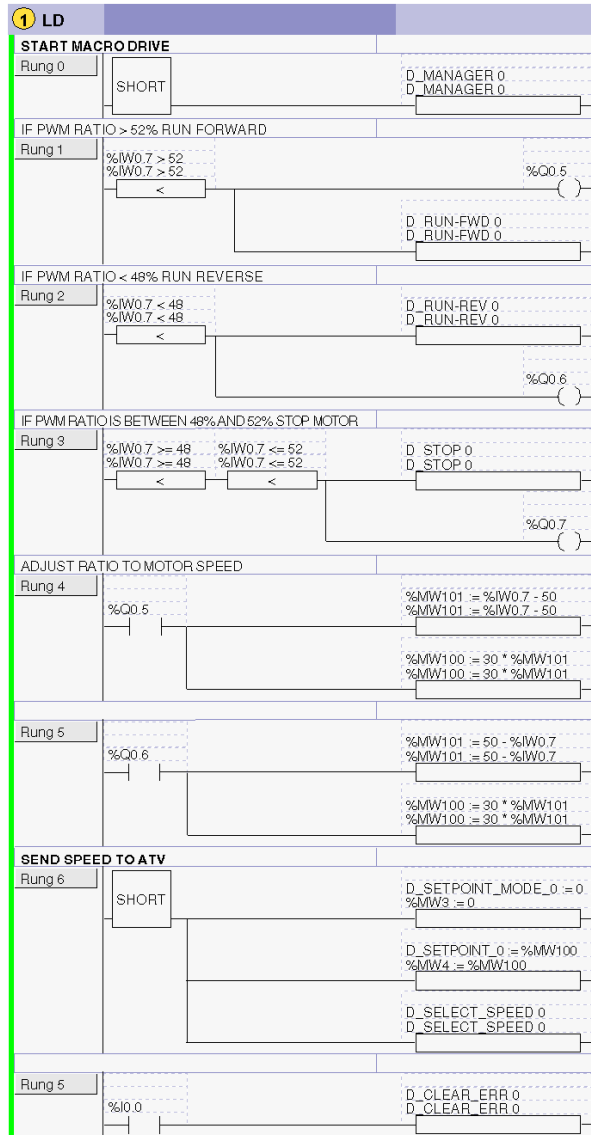 1 LD
START MACRO DRIVE
Rung 0
SHORT
D_MANAGER 0
D_MANAGER 0
IF PWM RATIO > 52% RUN FORWARD
Rung 1
%IW0.7 > 52
%IW0.7 > 52
<
%Q0.5
D_RUN-FWD 0
D_RUN-FWD 0
IF PWM RATIO < 48% RUN REVERSE
Rung 2
%IW0.7 < 48
%IW0.7 < 48
<
D_RUN-REV 0
D_RUN-REV 0
%Q0.6
IF PWM RATIO IS BETWEEN 48% AND 52% STOP MOTOR
Rung 3
%IW0.7 >= 48 %IW0.7 <= 52
%IW0.7 >= 48 %IW0.7 <= 52
< <
D_STOP 0
D_STOP 0
%Q0.7
ADJUST RATIO TO MOTOR SPEED
Rung 4
%Q0.5
%MW101 := %IW0.7 - 50
%MW101 := %IW0.7 - 50
%MW100 := 30 * %MW101
%MW100 := 30 * %MW101
Rung 5
%Q0.6
%MW101 := 50 - %IW0.7
%MW101 := 50 - %IW0.7
%MW100 := 30 * %MW101
%MW100 := 30 * %MW101
SEND SPEED TO ATV
Rung 6
SHORT
D_SETPOINT_MODE_0 := 0
%MW3 := 0
D_SETPOINT_0 := %MW100
%MW4 := %MW100
D_SELECT_SPEED 0
D_SELECT_SPEED 0
Rung 5
%I0.0
D_CLEAR_ERR 0
D_CLEAR_ERR 0